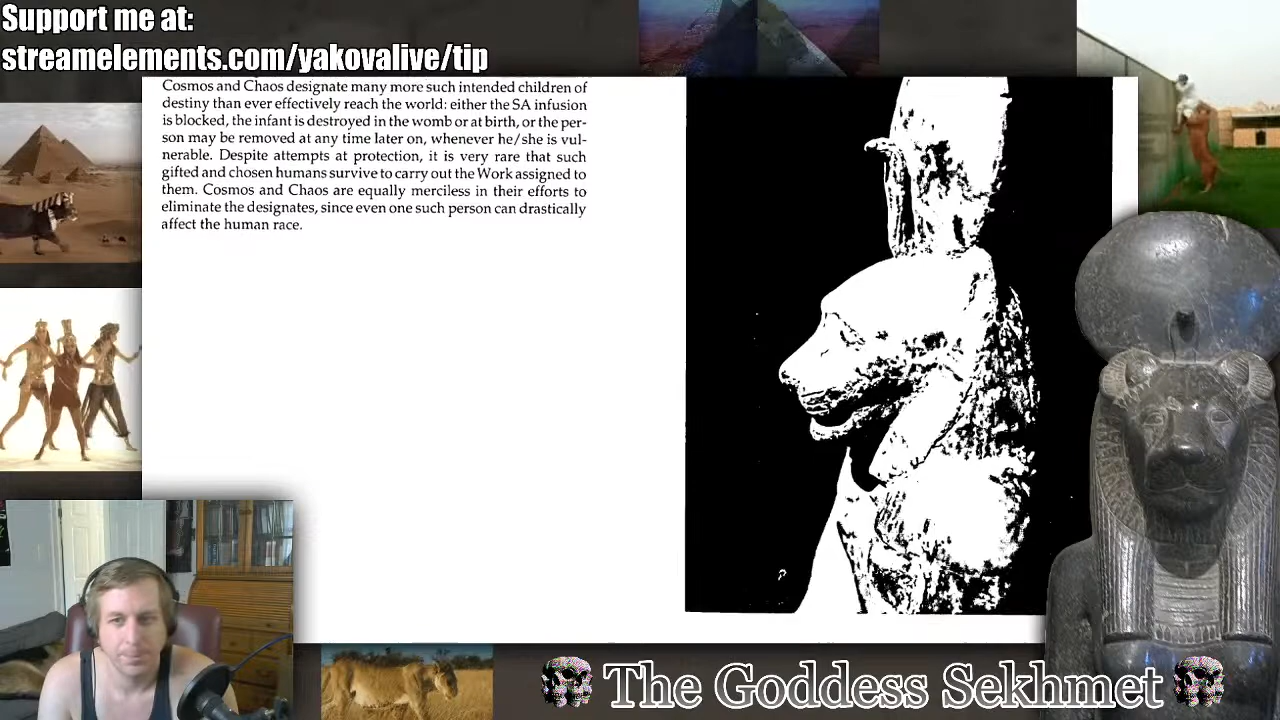 Support me at:
streamelements.com/yakovalive/tip
Cosmos and Chaos designate many more such intended children of
destiny than ever effectively reach the world: either the SA infusion
is blocked, the infant is destroyed in the womb or at birth, or the per-
son may be removed at any time later on, whenever he/she is vul-
nerable. Despite attempts at protection, it is very rare that such
gifted and chosen humans survive to carry out the Work assigned to
them. Cosmos and Chaos are equally merciless in their efforts to
eliminate the designates, since even one such person can drastically
affect the human race.
The Goddess Sekhmet